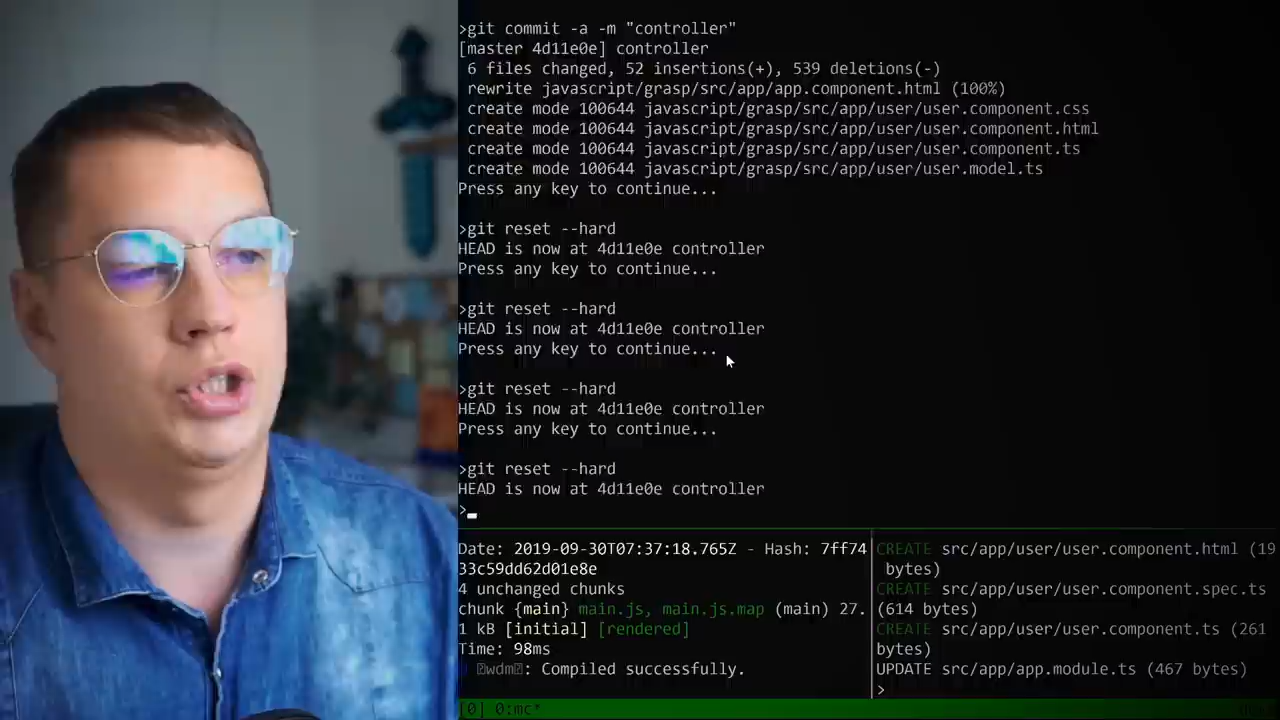 >git commit -a -m "controller"
[master 4d11e0e] controller
6 files changed, 52 insertions(+), 539 deletions(-)
rewrite javascript/grasp/src/app/app.component.html (100%)
create mode 100644 javascript/grasp/src/app/user/user.component.css
create mode 100644 javascript/grasp/src/app/user/user.component.html
create mode 100644 javascript/grasp/src/app/user/user.component.ts
create mode 100644 javascript/grasp/src/app/user/user.model.ts
Press any key to continue...
>git reset --hard
HEAD is now at 4d11e0e controller
Press any key to continue...
>git reset --hard
HEAD is now at 4d11e0e controller
Press any key to continue...
>git reset --hard
HEAD is now at 4d11e0e controller
Press any key to continue...
>git reset --hard
HEAD is now at 4d11e0e controller
>
Date: 2019-09-30T07:37:18.765Z - Hash: 7ff74
33c59dd62d01e8e
4 unchanged chunks
chunk {main} main.js, main.js.map (main) 27.
1 kB [initial] [rendered]
Time: 98ms
wdm: Compiled successfully.
CREATE src/app/user/user.component.html (19
bytes)
CREATE src/app/user/user.component.spec.ts
(614 bytes)
CREATE src/app/user/user.component.ts (261
bytes)
UPDATE src/app/app.module.ts (467 bytes)
>
[0] 0:mc*